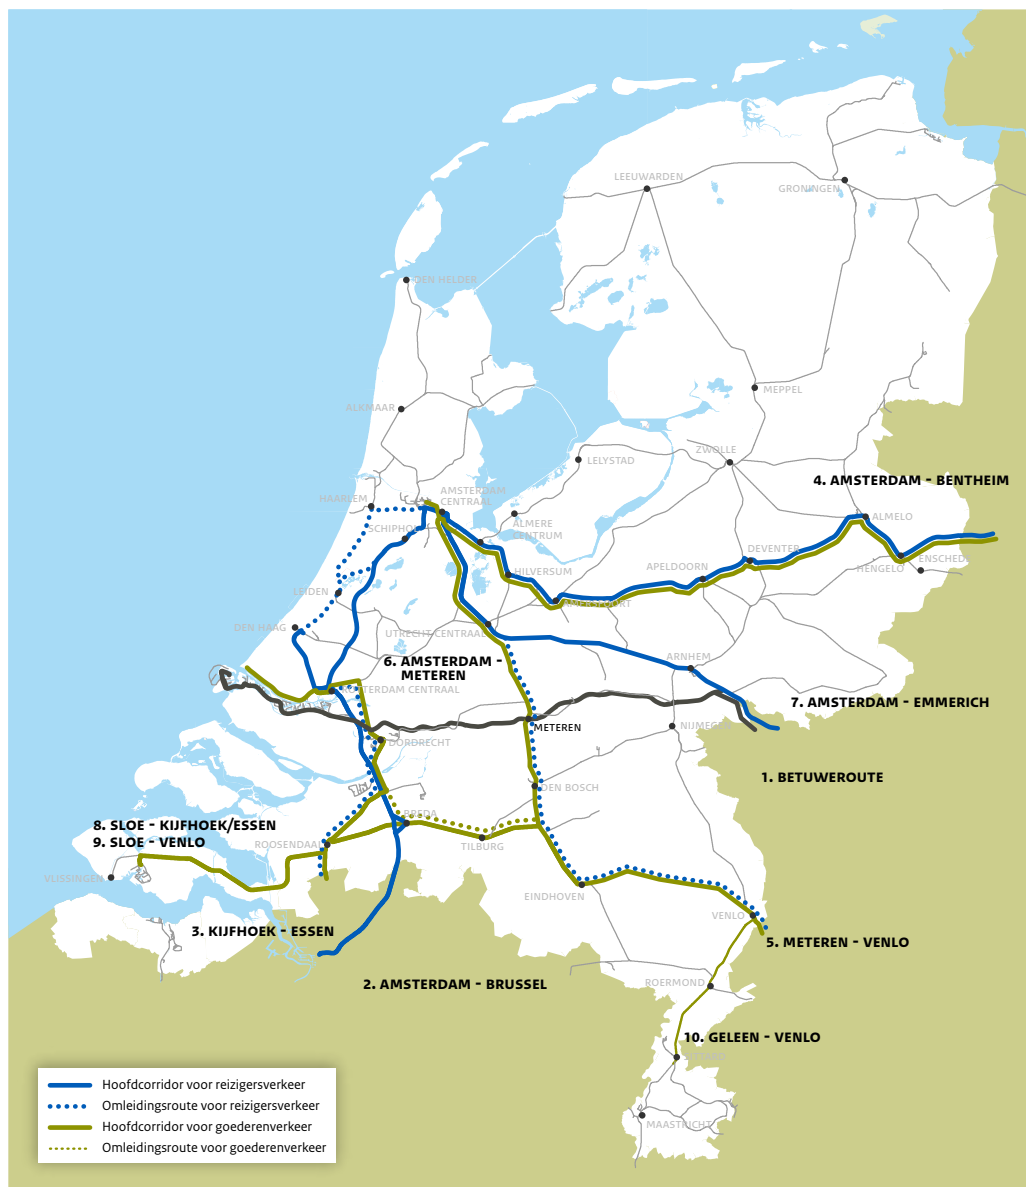 LEEUWARDEN
GRONINGEN
DEN HELDER
MEPPEL
ALKMAAR
ZWOLLE
LELYSTAD
4. AMSTERDAM - BENTHEIM
HAARLEM
AMSTERDAM
CENTRAAL
ALMELO
SCHIPHOL
ALMERE
CENTRUM
DEVENTER
ENSCHEDE
HENGELO
HILVERSUM
APELDOORN
LEIDEN
AMERSFOORT
DEN HAAG
UTRECHT CENTRAAL
ARNHEM
6. AMSTERDAM -
METEREN
ROTTERDAM CENTRAAL
7. AMSTERDAM - EMMERICH
METEREN
NIJMEGEN
DORDRECHT
1. BETUWEROUTE
DEN BOSCH
BREDA
8. SLOE - KIJFHOEK/ESSEN
9. SLOE - VENLO
ROOSENDAAL
TILBURG
VLISSINGEN
EINDHOVEN
VENLO
3. KIJFHOEK - ESSEN
5. METEREN - VENLO
2. AMSTERDAM - BRUSSEL
ROERMOND
10. GELEEN - VENLO
SITTARD
MAASTRICHT
Hoofdcorridor voor reizigersverkeer
Omleidingsroute voor reizigersverkeer
Hoofdcorridor voor goederenverkeer
Omleidingsroute voor goederenverkeer